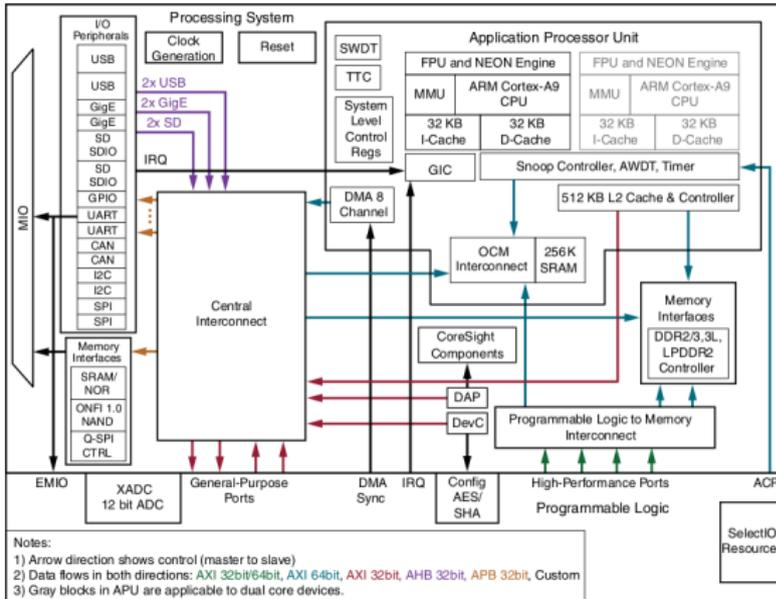 Processing System
I/O
Peripherals
USB
USB
GigE
GigE
SD
SDIO
SD
SDIO
GPIO
UART
UART
CAN
CAN
I2C
I2C
SPI
SPI
MIO
Clock
Generation
Reset
2x USB
2x GigE
2x SD
IRQ
SWDT
TTC
System
Level
Control
Regs
Application Processor Unit
FPU and NEON Engine
MMU
ARM Cortex-A9
CPU
32 KB
I-Cache
32 KB
D-Cache
FPU and NEON Engine
MMU
ARM Cortex-A9
CPU
32 KB
I-Cache
32 KB
D-Cache
GIC
Snoop Controller, AWDT, Timer
512 KB L2 Cache & Controller
DMA 8
Channel
OCM
Interconnect
256K
SRAM
Central
Interconnect
Memory
Interfaces
DDR2/3,3L,
LPDDR2
Controller
CoreSight
Components
DAP
DevC
Programmable Logic to Memory
Interconnect
Memory
Interfaces
SRAM/
NOR
ONFI 1.0
NAND
Q-SPI
CTRL
EMIO
XADC
12 bit ADC
General-Purpose
Ports
DMA
Sync
IRQ
Config
AES/
SHA
High-Performance Ports
ACP
Programmable Logic
SelectIO
Notes:
1) Arrow direction shows control (master to slave)
2) Data flows in both directions: AXI 32bit/64bit, AXI 64bit, AXI 32bit, AHB 32bit, APB 32bit, Custom
3) Gray blocks in APU are applicable to dual core devices.